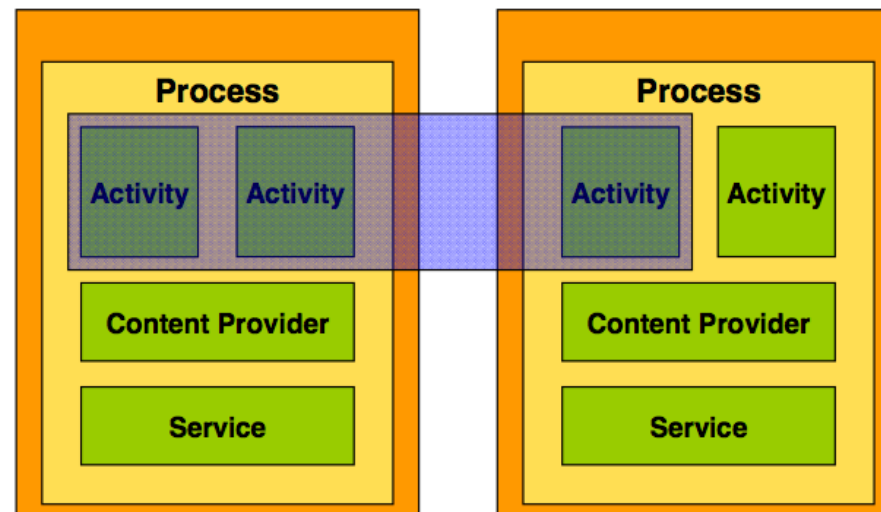 Process
Activity
Activity
Content Provider
Service
Process
Activity
Activity
Content Provider
Service